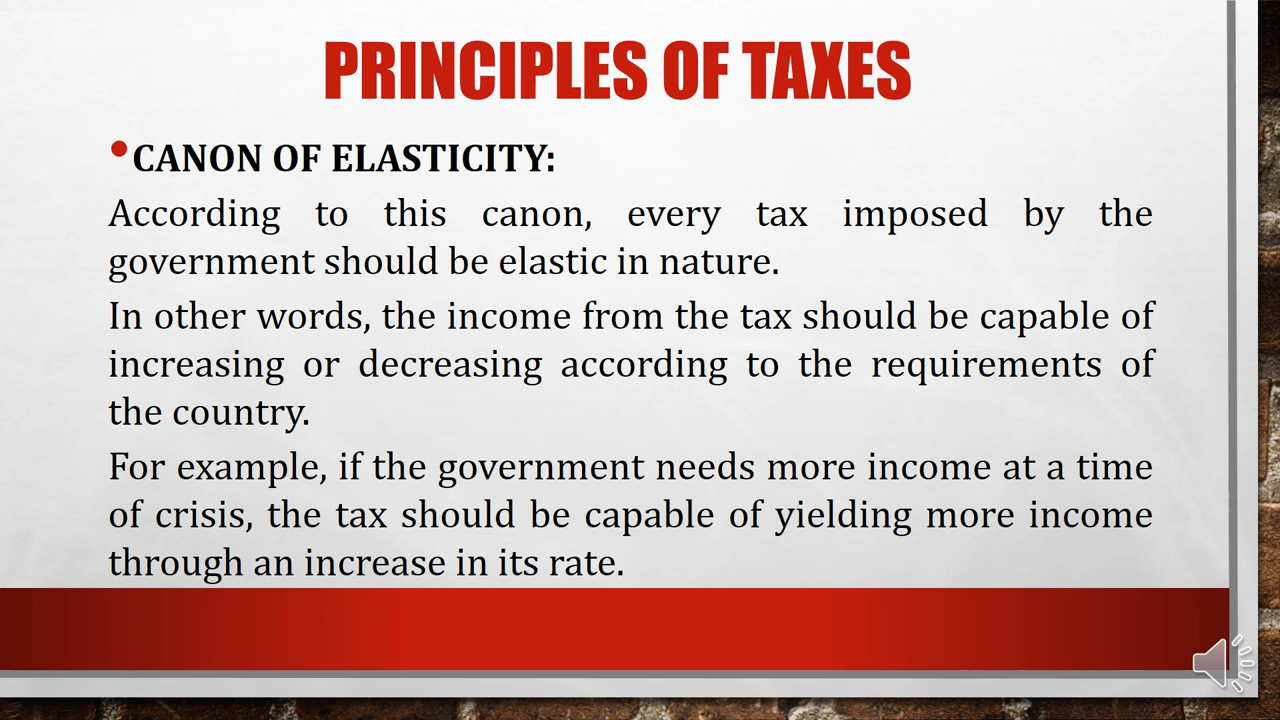 PRINCIPLES OF TAXES
•CANON OF ELASTICITY:
According to this canon, every tax imposed by the
government should be elastic in nature.
In other words, the income from the tax should be capable of
increasing or decreasing according to the requirements of
the country.
For example, if the government needs more income at a time
of crisis, the tax should be capable of yielding more income
through an increase in its rate.